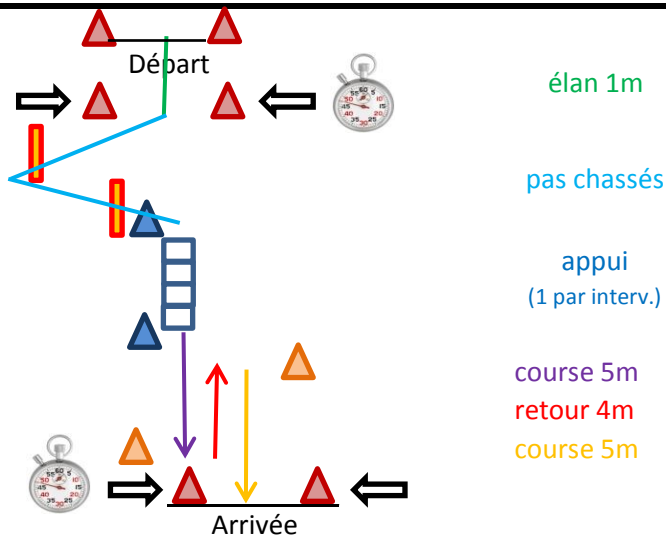 Départ
élan 1m
pas chassés
appui
(1 par interv.)
course 5m
retour 4m
course 5m
Arrivée